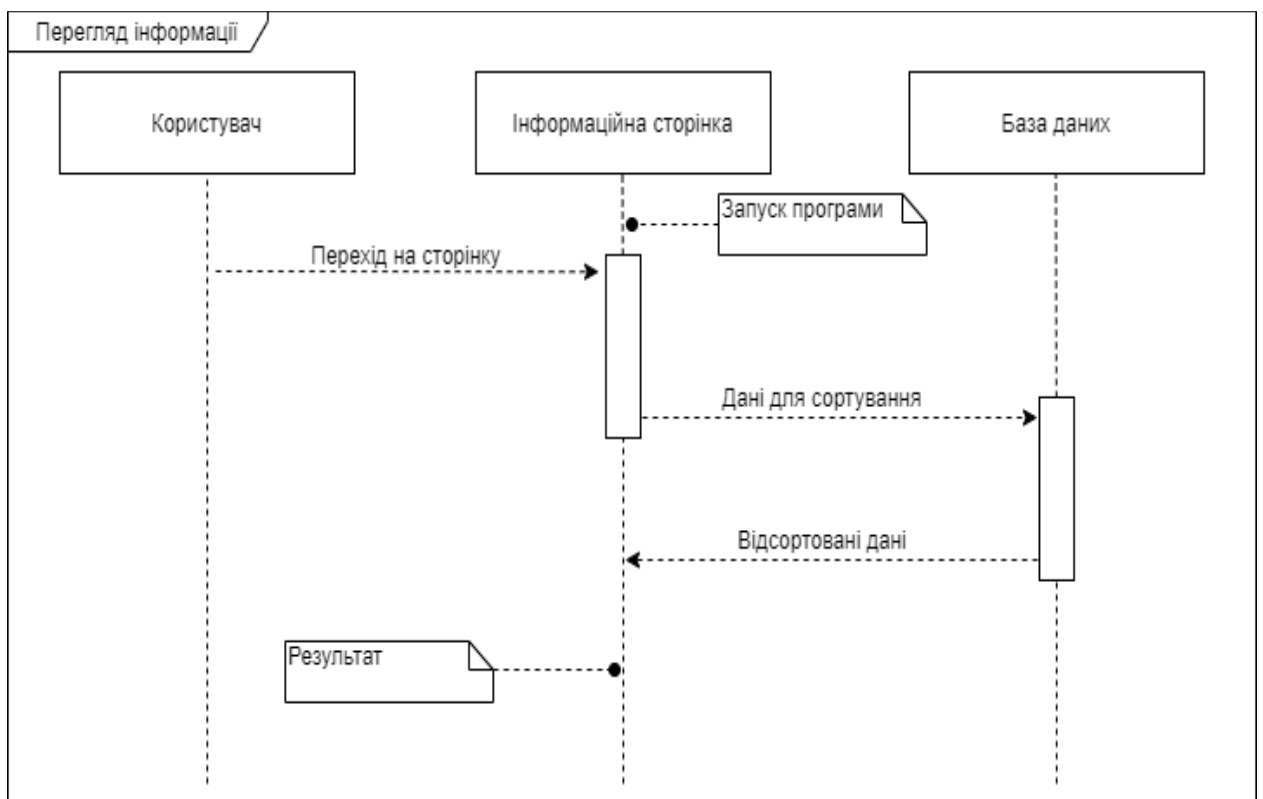 Перегляд інформації
Користувач
Інформаційна сторінка
База даних
Запуск програми
Перехід на сторінку
Дані для сортування
Відсортовані дані
Результат